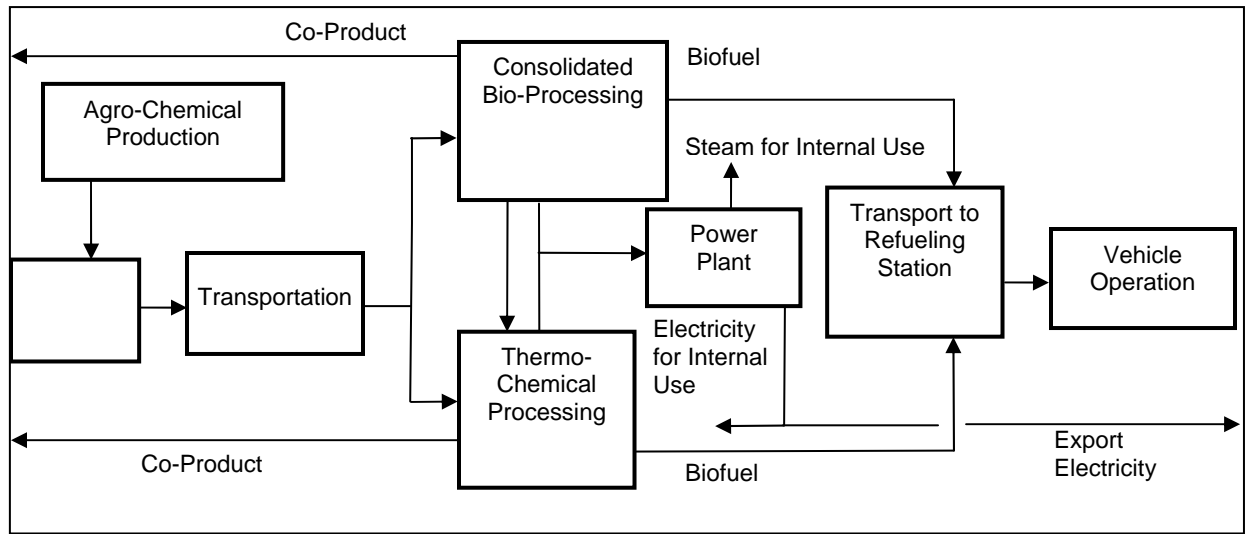 Co-Product
Consolidated
Bio-Processing
Biofuel
Agro-Chemical
Production
Steam for Internal Use
Transport to
Refueling
Station
Power
Plant
Vehicle
Operation
Transportation
Electricity
for Internal
Use
Thermo-
Chemical
Processing
Co-Product
Biofuel
Export
Electricity